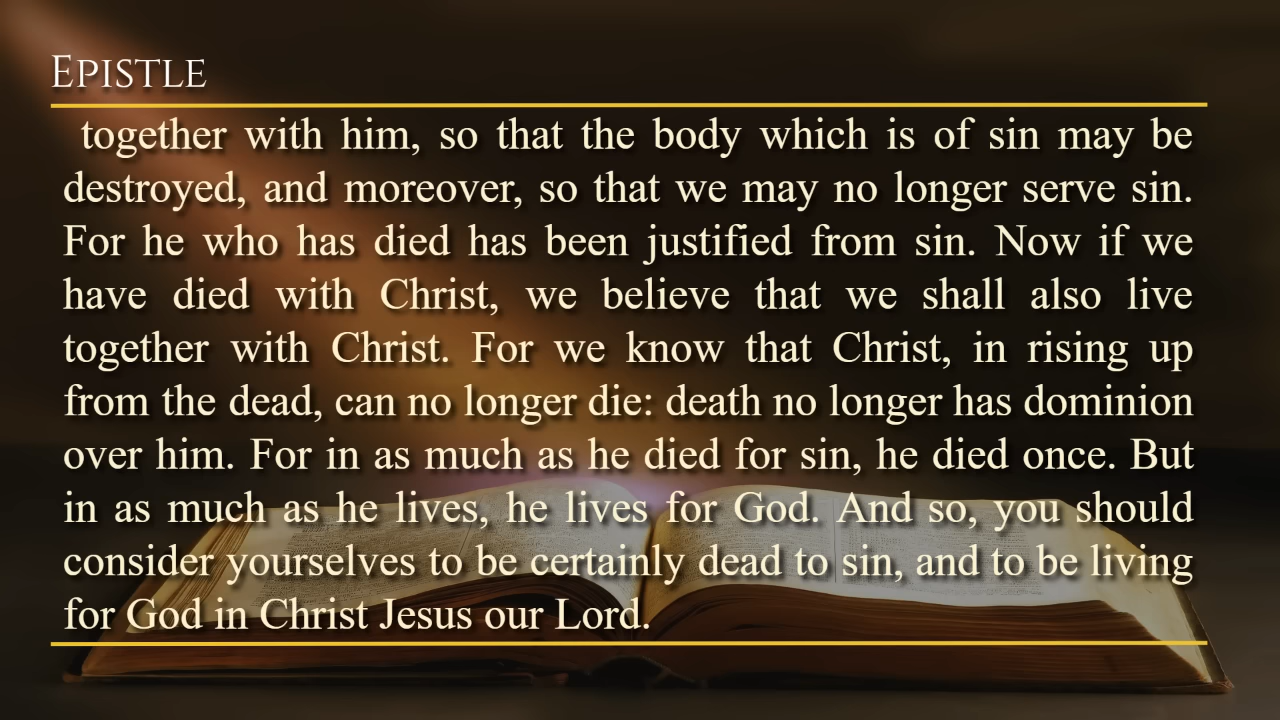 Epistle
together with him, so that the body which is of sin may be
destroyed, and moreover, so that we may no longer serve sin.
For he who has died has been justified from sin. Now if we
have died with Christ, we believe that we shall also live
together with Christ. For we know that Christ, in rising up
from the dead, can no longer die: death no longer has dominion
over him. For in as much as he died for sin, he died once. But
in as much as he lives, he lives for God. And so, you should
consider yourselves to be certainly dead to sin, and to be living
for God in Christ Jesus our Lord.